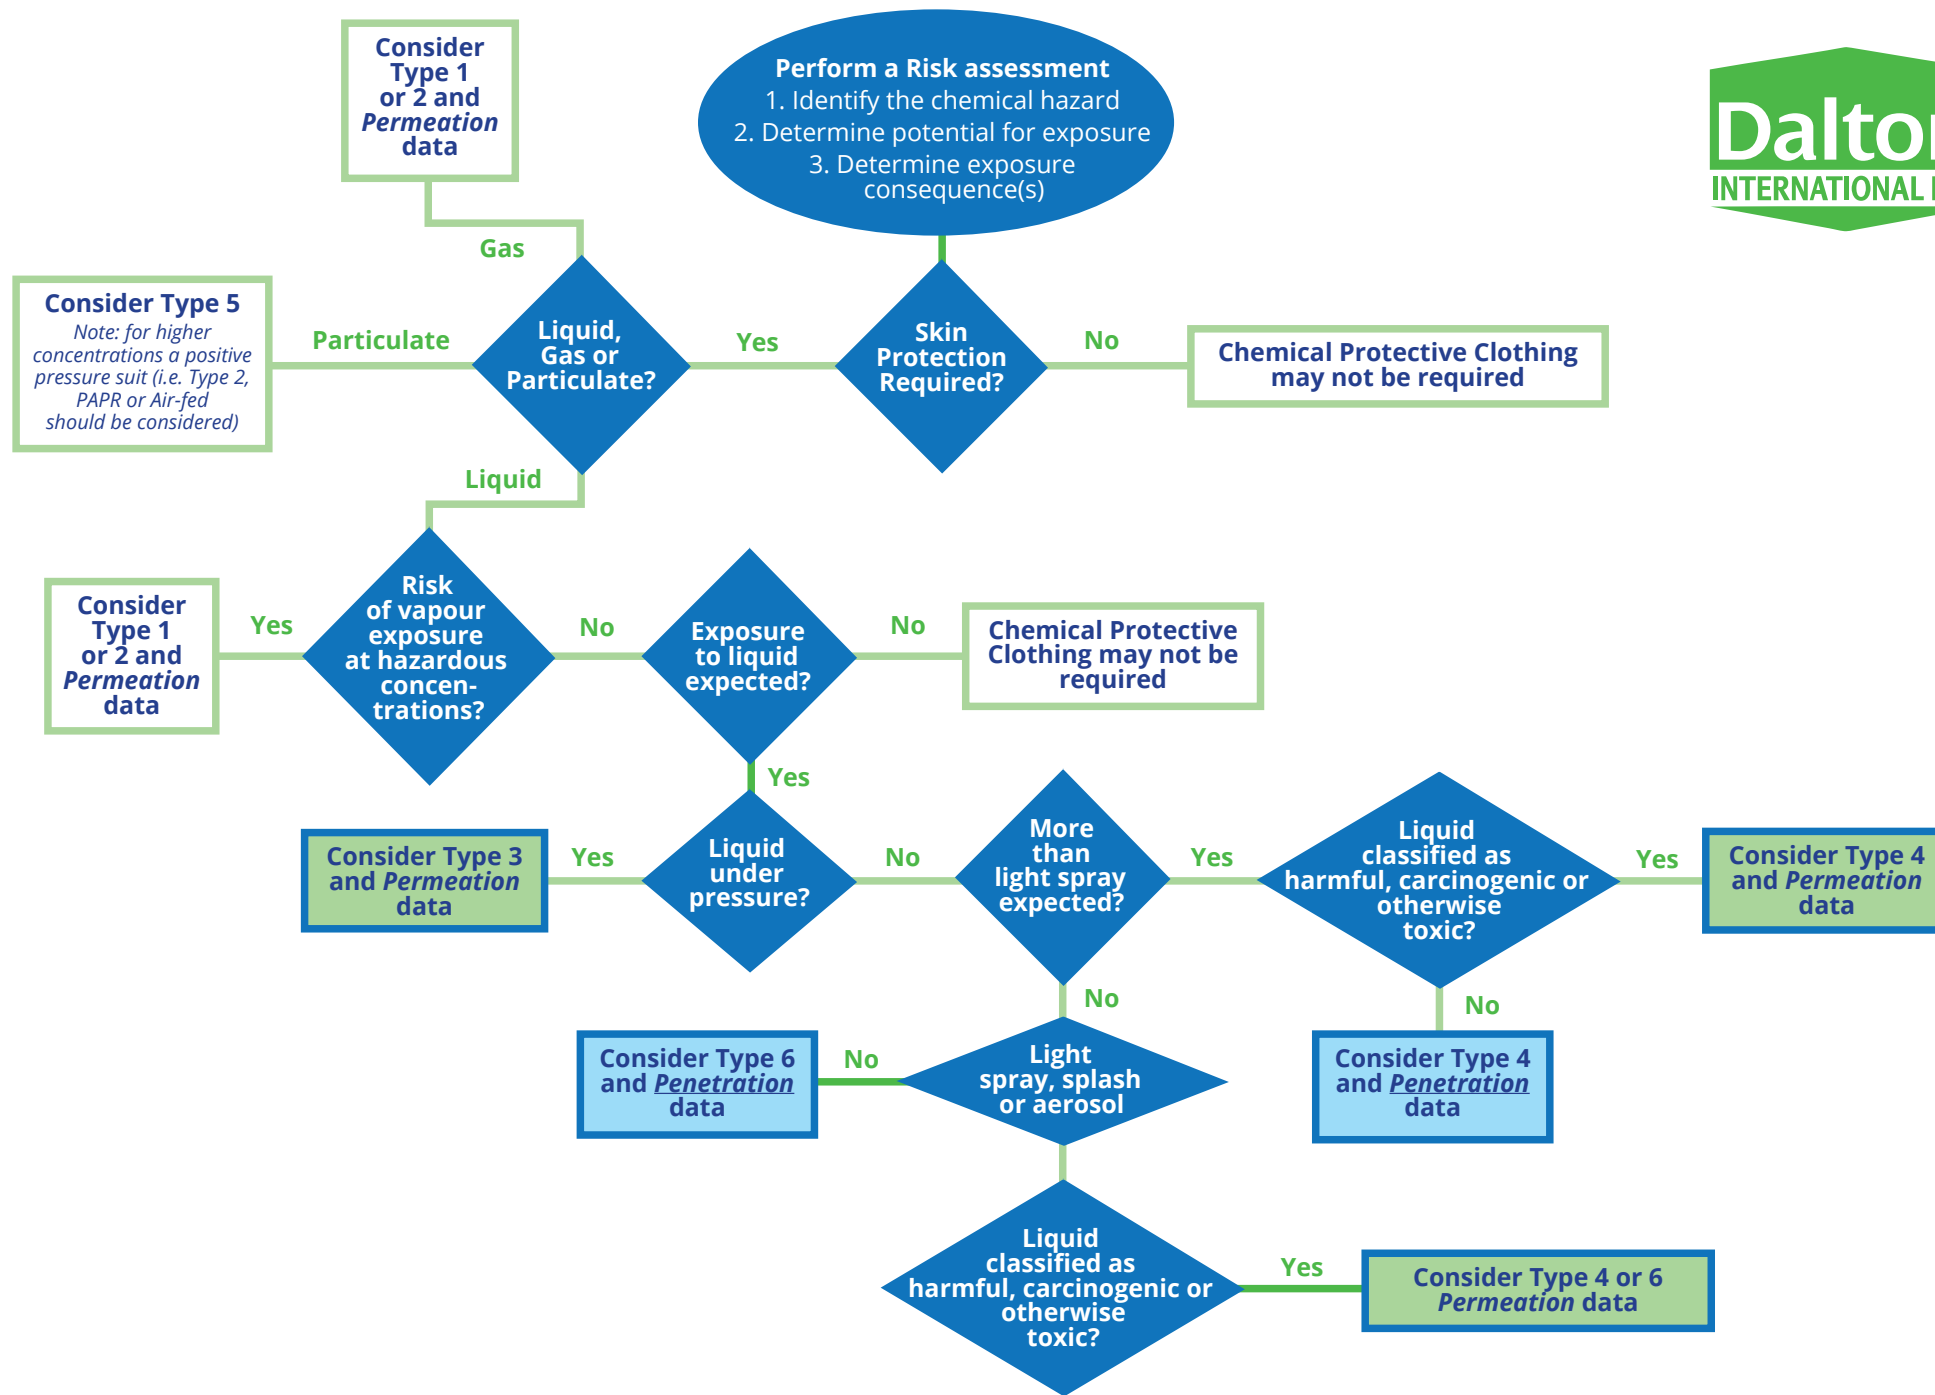 Consider
Type 1
or 2 and
Permeation
data
Perform a Risk assessment
1. Identify the chemical hazard
2. Determine potential for exposure
3. Determine exposure
consequence(s)
INTERNATIONAL
Gas
Consider Type 5
Note: for higher
concentrations a positive
pressure suit (i.e. Type 2,
PAPR or Air-fed
should be considered)
Particulate
Liquid,
Gas or
Particulate?
Yes
Skin
Protection
Required?
No
Chemical Protective Clothing
may not be required
Liquid
Consider
Type 1
or 2 and
Permeation
data
Yes
Risk
of vapour
exposure
at hazardous
concen-
trations?
No
Exposure
to liquid
expected?
No
Chemical Protective
Clothing may not be
required
Yes
Consider Type 3
and Permeation
data
Yes
Liquid
under
pressure?
No
More
than
light spray
expected?
Yes
Liquid
classified as
harmful, carcinogenic or
otherwise
toxic?
Yes
Consider Type 4
and Permeation
data
No
No
Consider Type 6
and Penetration
data
No
Light
spray, splash
or aerosol
Consider Type 4
and Penetration
data
Liquid
classified as
harmful, carcinogenic or
otherwise
toxic?
Yes
Consider Type 4 or 6
Permeation data